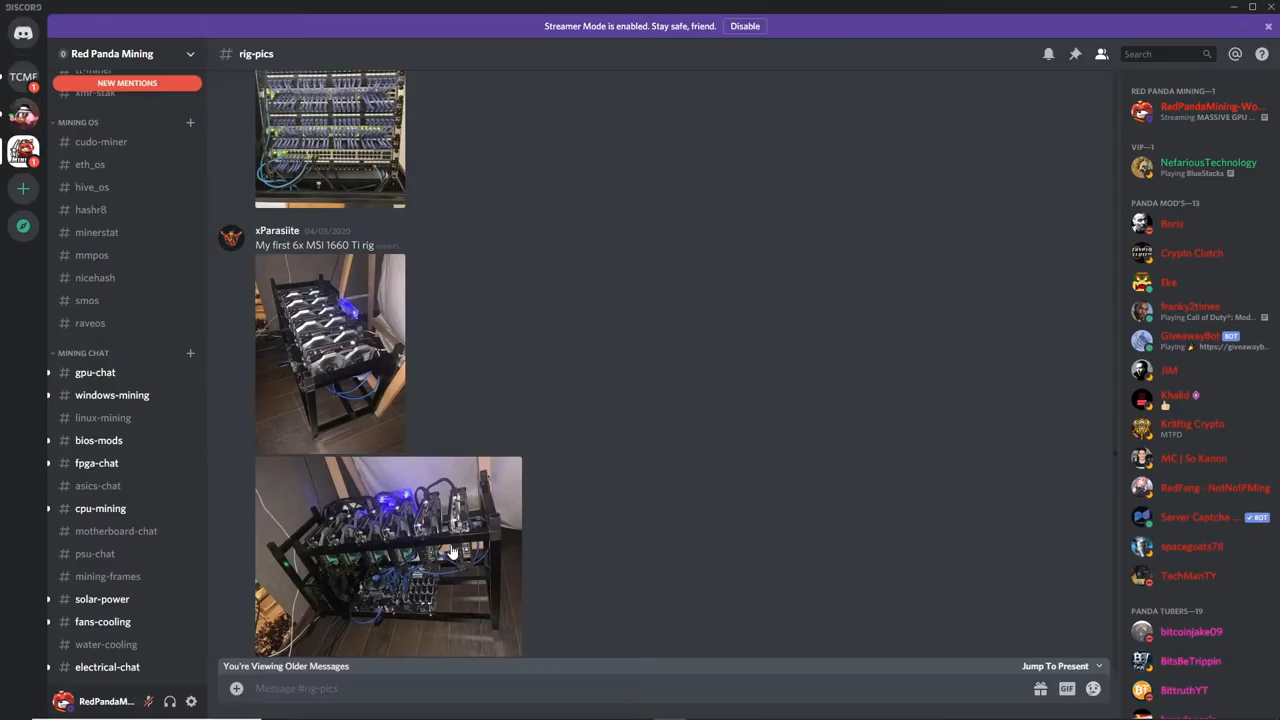 DISCORD
Streamer Mode is enabled. Stay safe, friend.
Disable
Red Panda Mining
# rig-pics
Search
TCMF
1
1
NEW MENTIONS
# xmr-stak
MINING OS
# cudo-miner
# eth_os
# hive_os
# hashr8
# minerstat
# mmpos
# nicehash
# smos
# raveos
MINING CHAT
# gpu-chat
# windows-mining
# linux-mining
# bios-mods
# fpga-chat
# asics-chat
# cpu-mining
# motherboard-chat
# psu-chat
# mining-frames
# solar-power
# fans-cooling
# water-cooling
# electrical-chat
RedPandaM...
xParasiite 04/03/2020
My first 6x MSI 1660 Ti rig (edited)
You're Viewing Older Messages
Jump To Present
Message #rig-pics
GIF
RED PANDA MINING—1
RedPandaMining-Wo...
Streaming MASSIVE GPU ...
VIP—1
NefariousTechnology
Playing BlueStacks
PANDA MOD'S—13
Boris
Crypto Clutch
Eke
franky2times
Playing Call of Duty®: Mod...
GiveawayBot BOT
Playing https://giveawayb...
JIM
Khalid
Kräftig Crypto
MTFD
MC | So Kanon
RedFang - NotNotPMing
Server Captcha ... BOT
spacegoats78
TechManTY
PANDA TUBERS—19
bitcoinjake09
BitsBeTrippin
BittruthYT